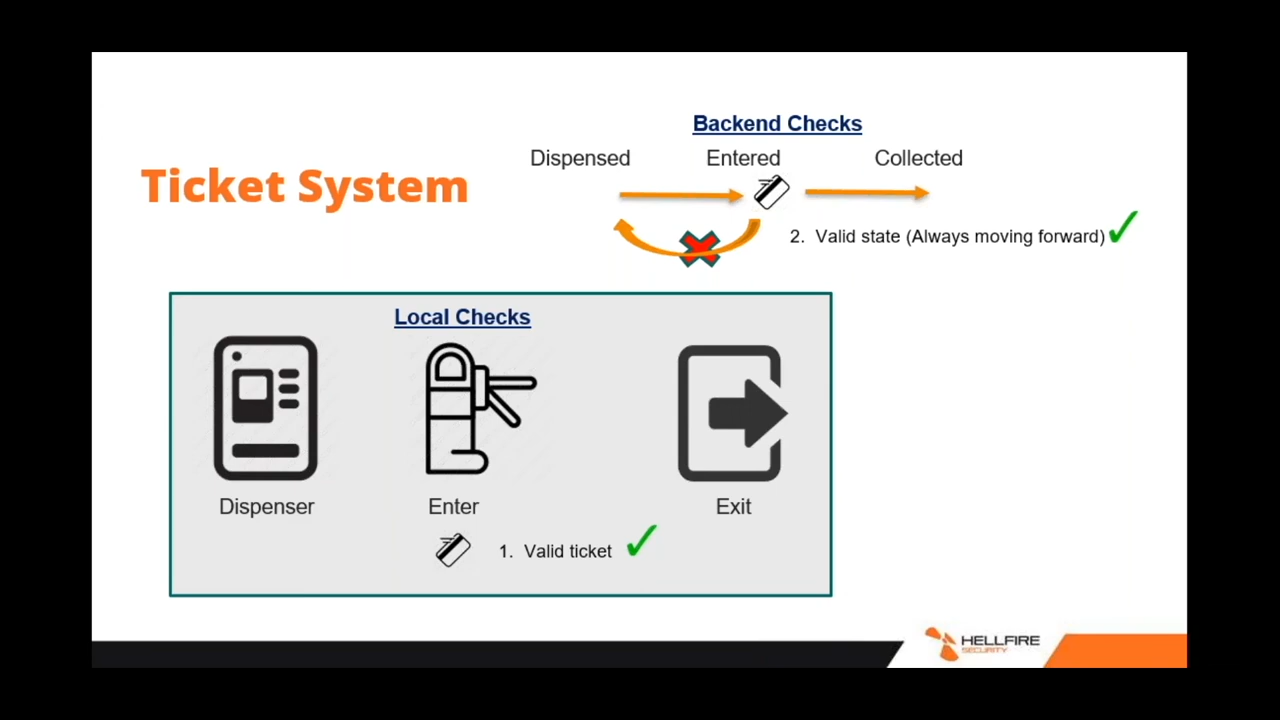 Backend Checks
Dispensed Entered Collected
Ticket System
2. Valid state (Always moving forward)
Local Checks
Dispenser Enter Exit
1. Valid ticket
HELLFIRE
SECURITY